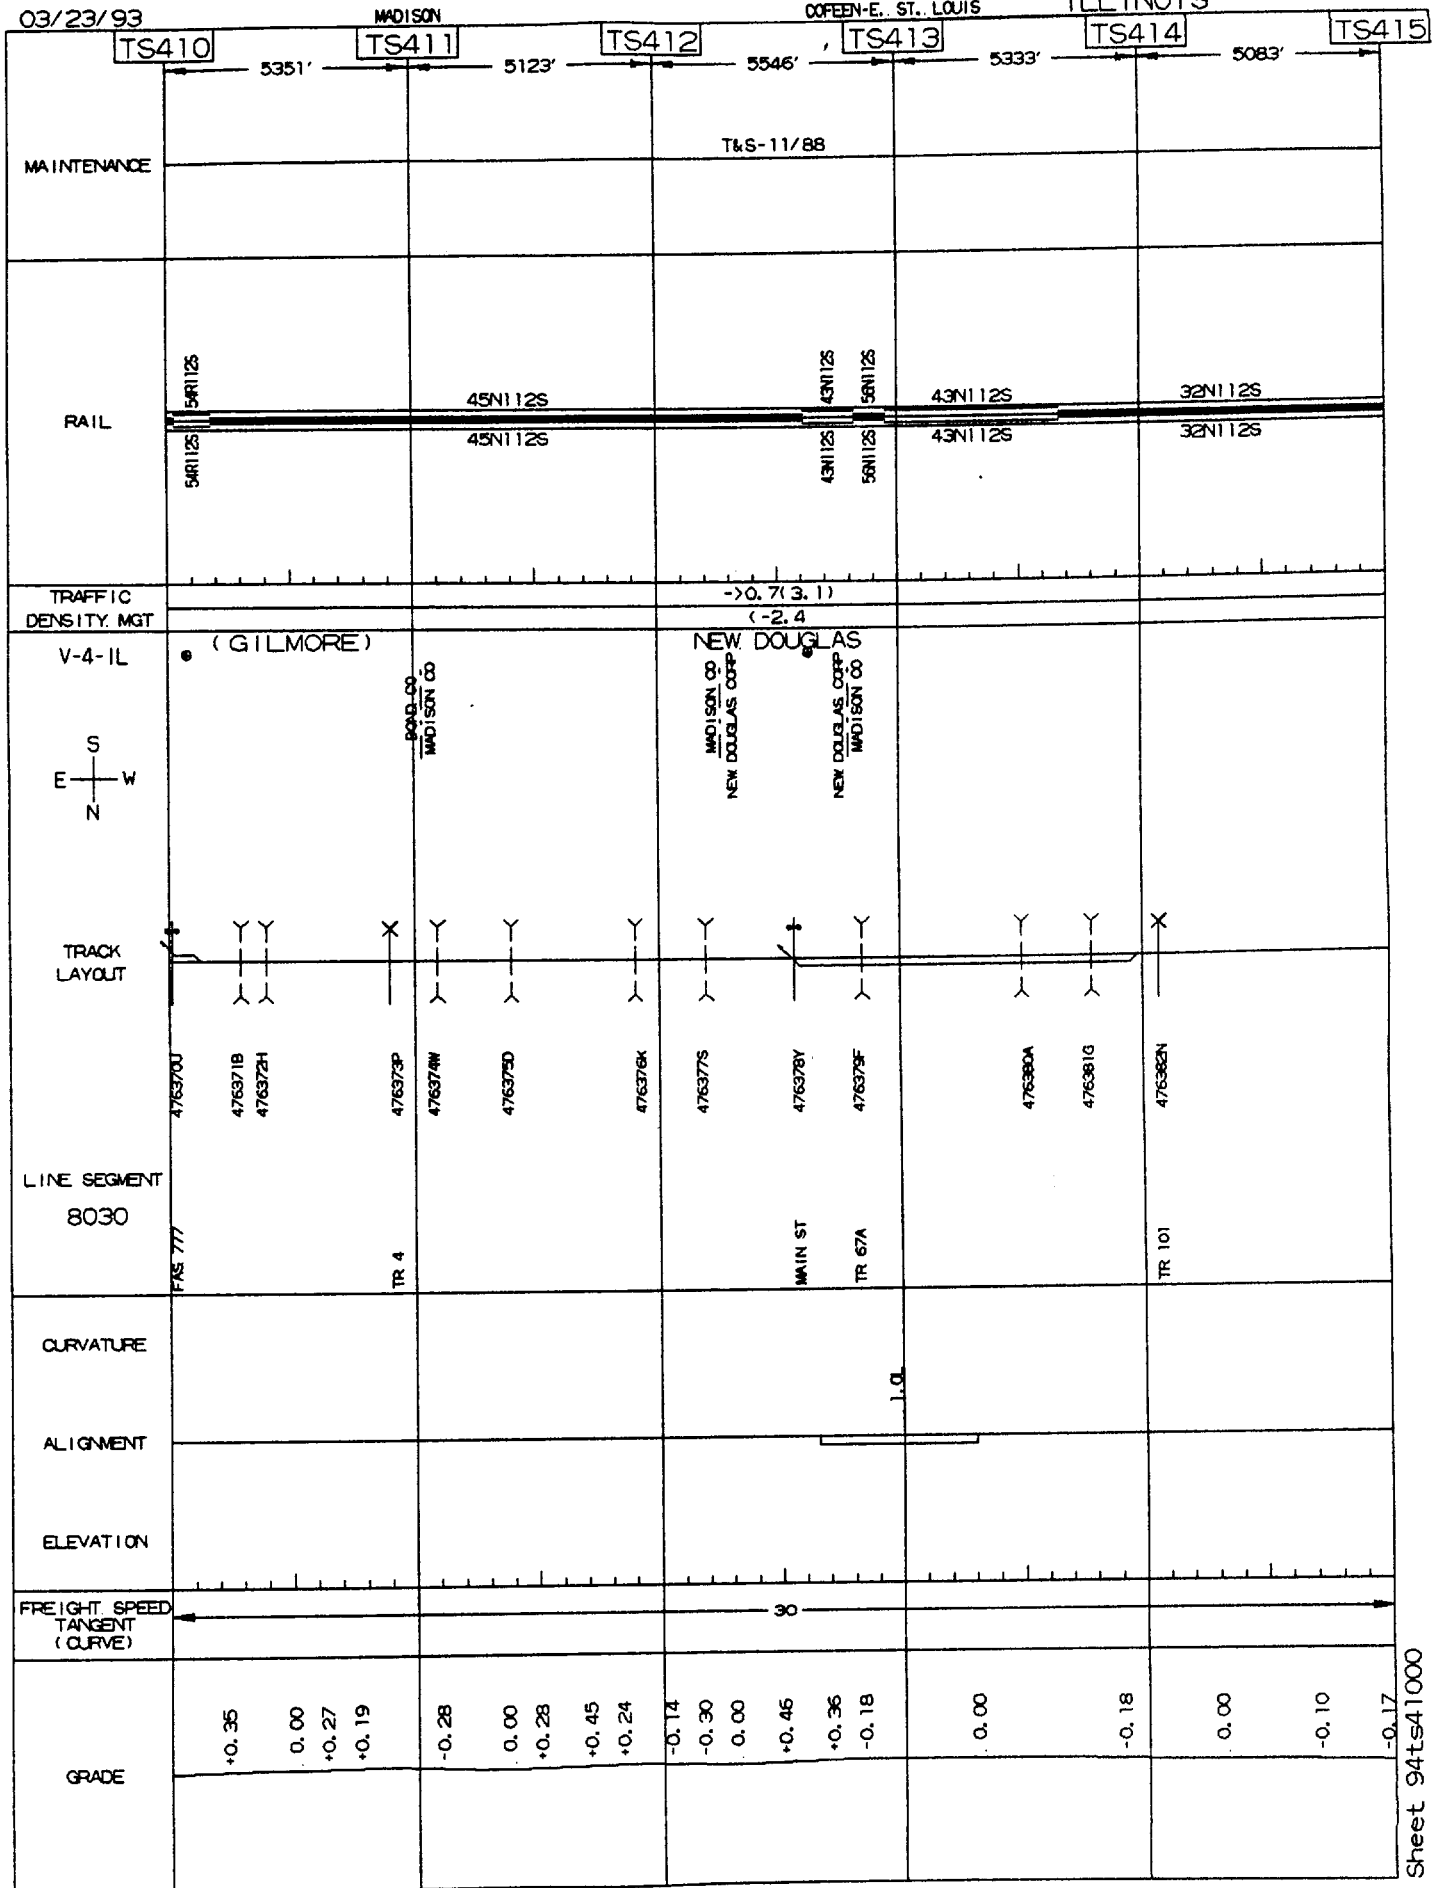 03/23/93
MADISON
COFEEN-E. ST. LOUIS
ILLINOIS
TS410
TS411
TS412
TS413
TS414
TS415
5351'
5123'
5546'
5333'
5083'
MAINTENANCE
T&S-11/88
RAIL
54R112S
45N112S
43N112S
56N112S
43N112S
32N112S
54R112S
45N112S
43N112S
56N112S
43N112S
32N112S
TRAFFIC
DENSITY. MGT
->0.7(3.1)
(-2.4
V-4-IL
(GILMORE)
NEW. DOUGLAS
BOND. CO
MADISON CO
MADISON CO
NEW. DOUGLAS CORP
NEW. DOUGLAS. CORP
MADISON CO
S
E W
N
TRACK
LAYOUT
476370U
476371B
476372H
476373P
476374W
476375D
476376K
476377S
476378Y
476379F
476380A
476381G
476382N
LINE SEGMENT
8030
FAS 777
TR 4
MAIN ST
TR 67A
TR 101
CURVATURE
1.0L
ALIGNMENT
ELEVATION
FREIGHT. SPEED
TANGENT
(CURVE)
30
GRADE
+0.35
0.00
+0.27
+0.19
-0.28
0.00
+0.28
+0.45
+0.24
-0.14
-0.30
0.00
+0.46
+0.36
-0.18
0.00
-0.18
0.00
-0.10
-0.17
Sheet 94ts41000